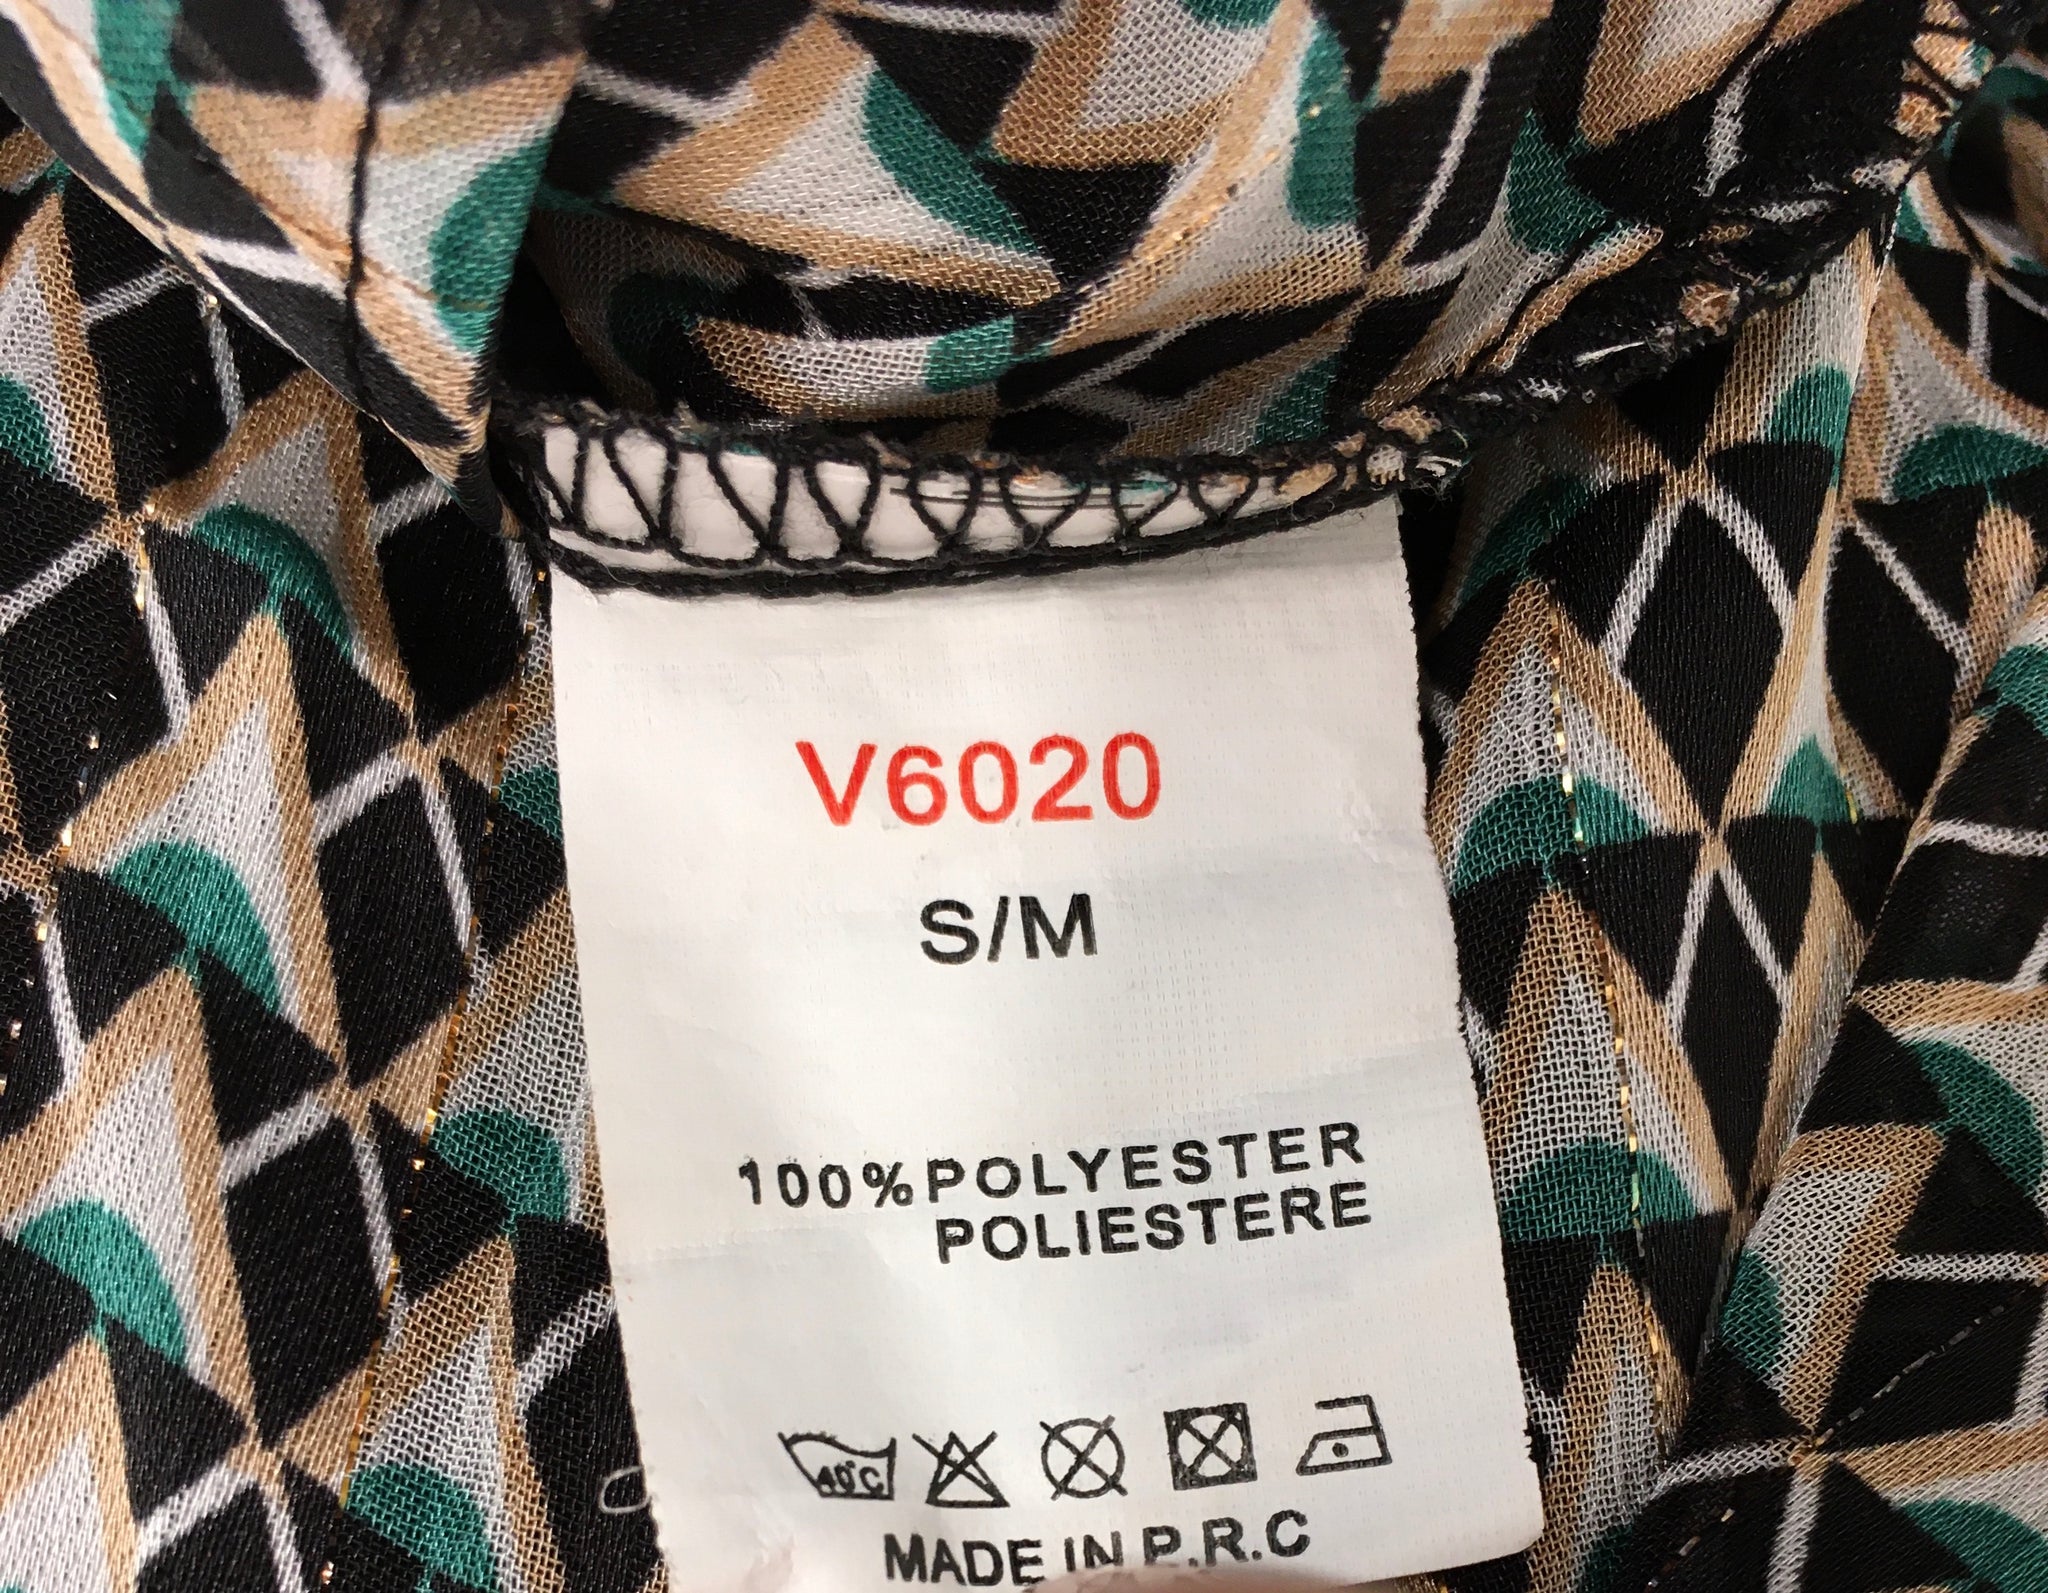 V6020
S/M
100% POLYESTER
POLIESTERE
40°C
MADE IN P.R.C